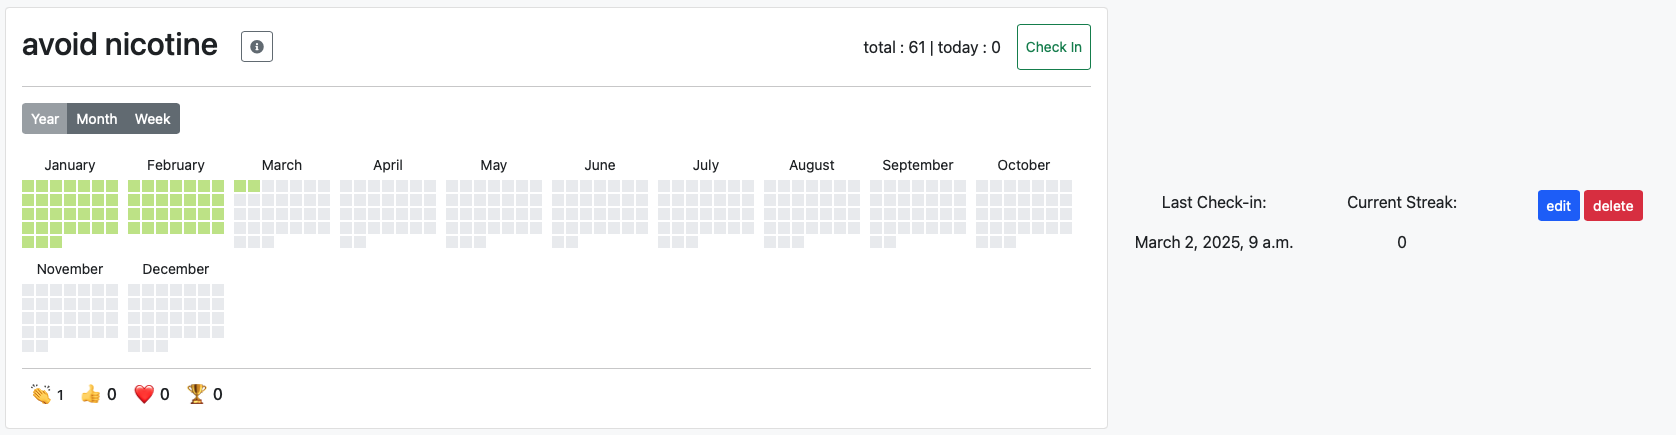 avoid nicotine
total : 61 | today : 0
Check In
Year Month Week
January February March April May June July August September October
November December
1 0 0 0
Last Check-in: Current Streak:
March 2, 2025, 9 a.m. 0
edit delete